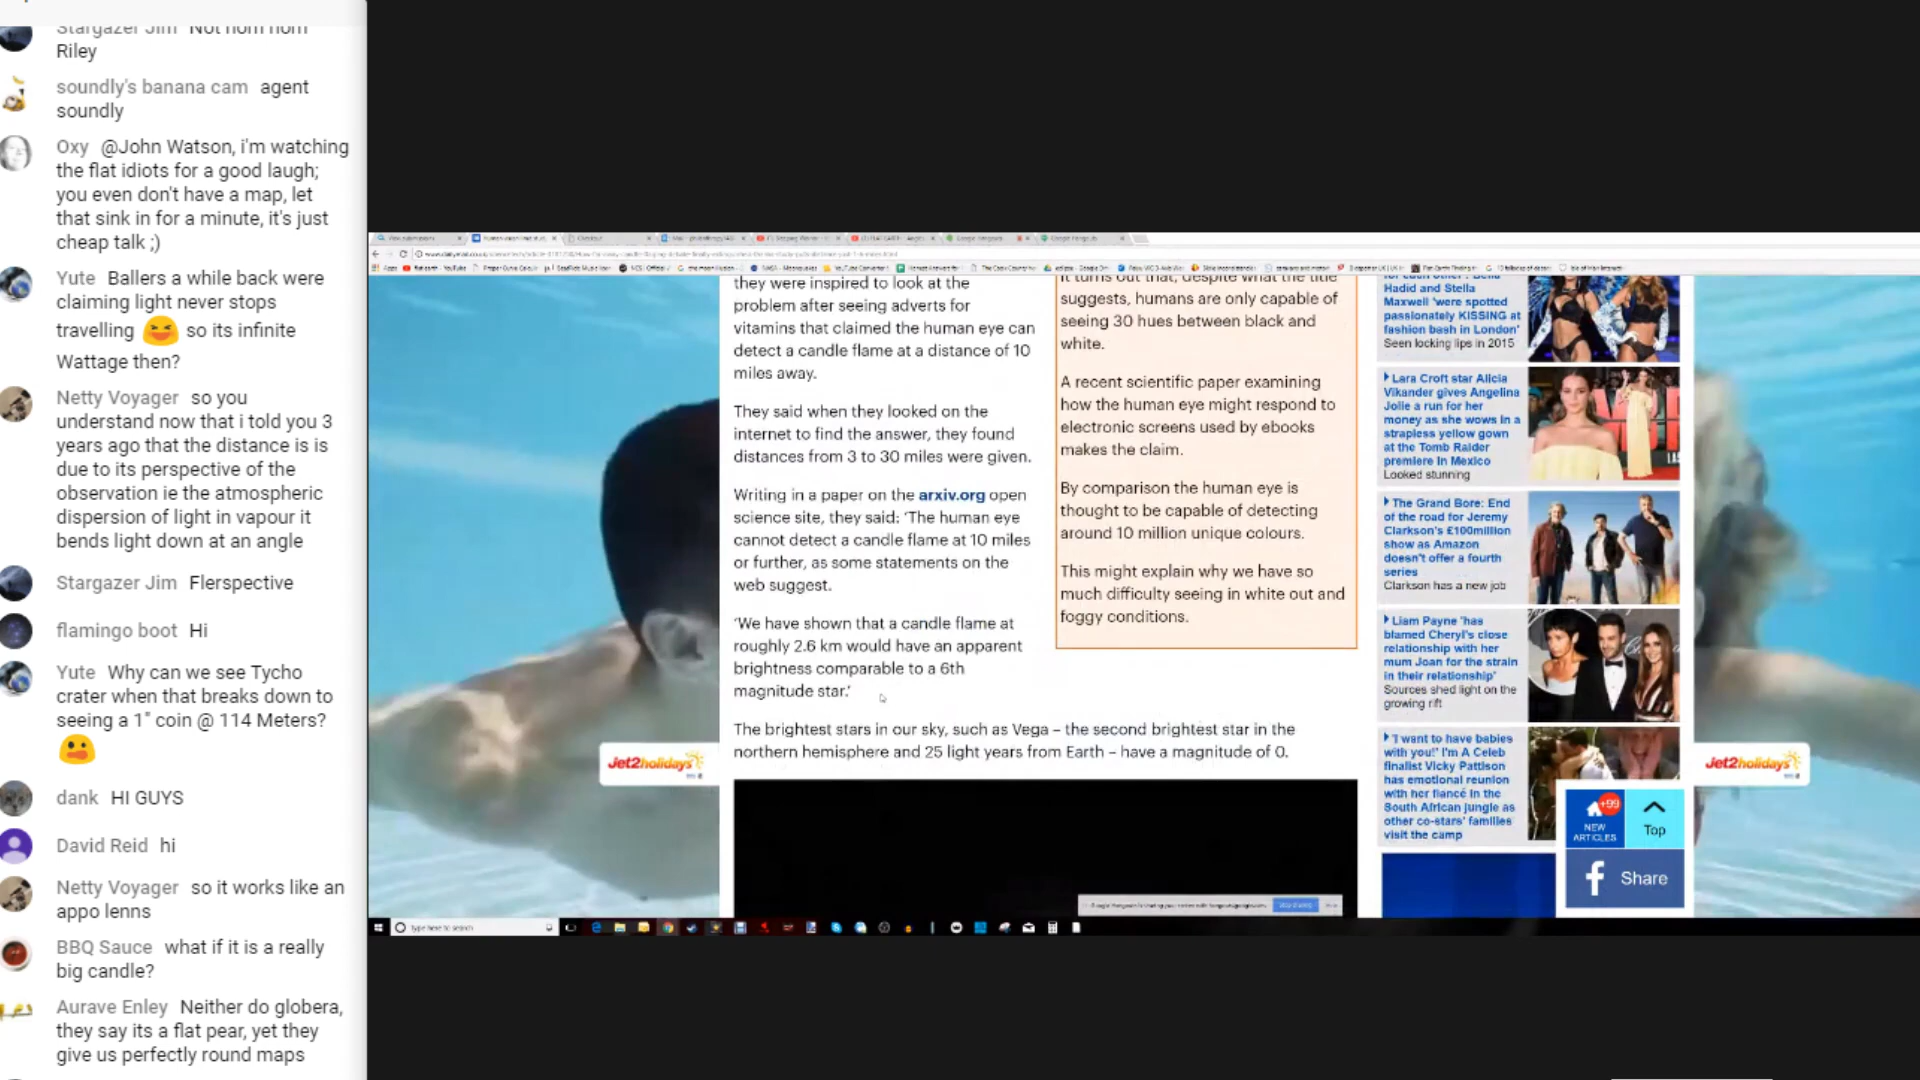 Stargazer Jim Not nom nom
Riley
soundly's banana cam agent
soundly
Oxy @John Watson, i'm watching
the flat idiots for a good laugh;
you even don't have a map, let
that sink in for a minute, it's just
cheap talk ;)
Yute Ballers a while back were
claiming light never stops
travelling so its infinite
Wattage then?
Netty Voyager so you
understand now that i told you 3
years ago that the distance is is
due to its perspective of the
observation ie the atmospheric
dispersion of light in vapour it
bends light down at an angle
Stargazer Jim Flerspective
flamingo boot Hi
Yute Why can we see Tycho
crater when that breaks down to
seeing a 1" coin @ 114 Meters?
dank HI GUYS
David Reid hi
Netty Voyager so it works like an
appo lenns
BBQ Sauce what if it is a really
big candle?
Aurave Enley Neither do globera,
they say its a flat pear, yet they
give us perfectly round maps
they were inspired to look at the
problem after seeing adverts for
vitamins that claimed the human eye can
detect a candle flame at a distance of 10
miles away.
They said when they looked on the
internet to find the answer, they found
distances from 3 to 30 miles were given.
Writing in a paper on the arxiv.org open
science site, they said: 'The human eye
cannot detect a candle flame at 10 miles
or further, as some statements on the
web suggest.
'We have shown that a candle flame at
roughly 2.6 km would have an apparent
brightness comparable to a 6th
magnitude star.'
The brightest stars in our sky, such as Vega – the second brightest star in the
northern hemisphere and 25 light years from Earth – have a magnitude of 0.
It turns out that, despite what the title
suggests, humans are only capable of
seeing 30 hues between black and
white.
A recent scientific paper examining
how the human eye might respond to
electronic screens used by ebooks
makes the claim.
By comparison the human eye is
thought to be capable of detecting
around 10 million unique colours.
This might explain why we have so
much difficulty seeing in white out and
foggy conditions.
for each other': Bella
Hadid and Stella
Maxwell 'were spotted
passionately KISSING at
fashion bash in London'
Seen locking lips in 2015
Lara Croft star Alicia
Vikander gives Angelina
Jolie a run for her
money as she wows in a
strapless yellow gown
at the Tomb Raider
premiere in Mexico
Looked stunning
The Grand Bore: End
of the road for Jeremy
Clarkson's £100million
show as Amazon
doesn't offer a fourth
series
Clarkson has a new job
Liam Payne 'has
blamed Cheryl's close
relationship with her
mum Joan for the strain
in their relationship'
Sources shed light on the
growing rift
'I want to have babies
with you!' I'm A Celeb
finalist Vicky Pattison
has emotional reunion
with her fiancé in the
South African jungle as
other co-stars' families
visit the camp
Jet2holidays
Jet2holidays
+99
NEW
ARTICLES
Top
Share
Type here to search